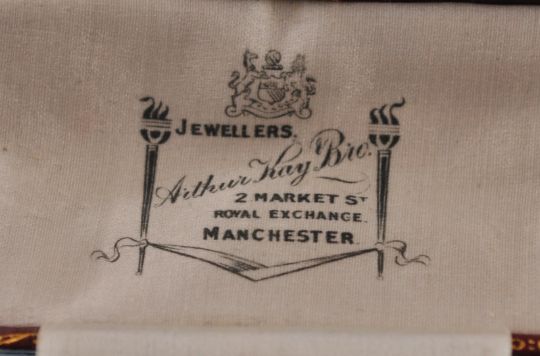 JEWELLERS.
Arthur Kay Bro.
2 MARKET ST
ROYAL EXCHANGE.
MANCHESTER